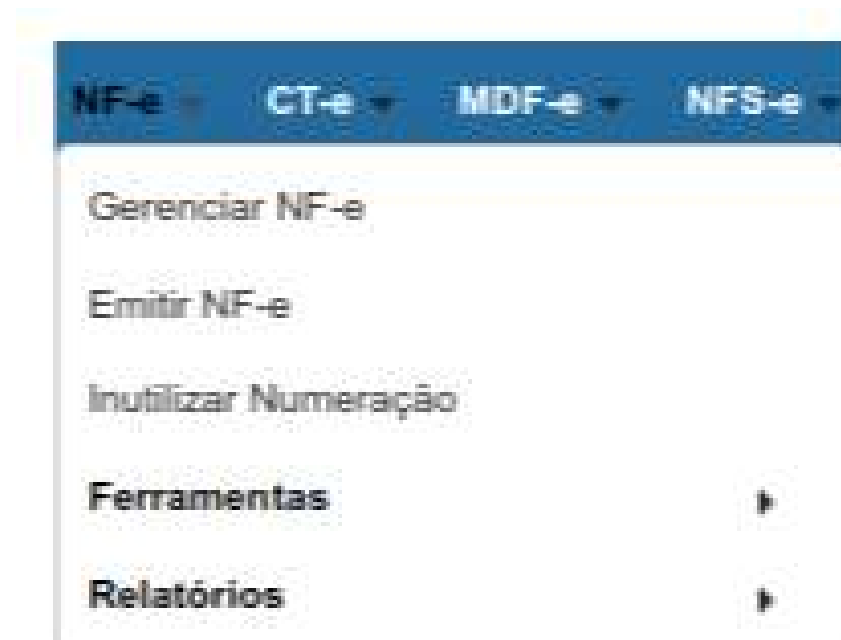 NF-e CT-e MDF-e NFS-e
Gerenciar NF-e
Emitir NF-e
Inutilizar Numeração
Ferramentas
Relatórios